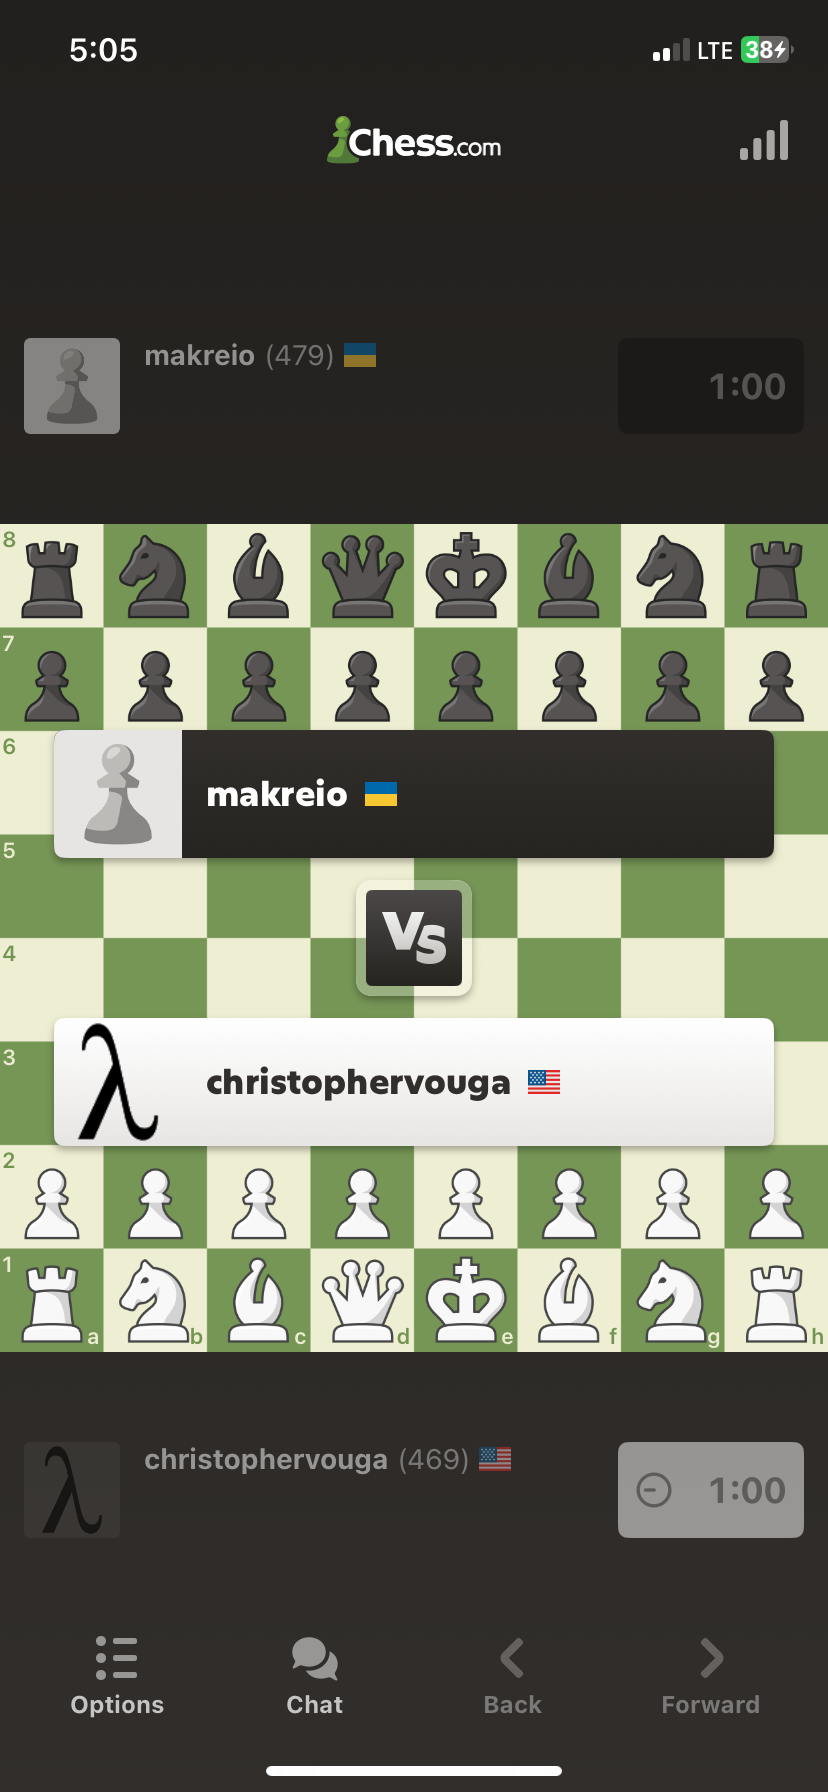 5:05 LTE 38
Chess.com
makreio (479)
1:00
8
7
6
makreio
5
VS
4
3
christophervouga
2
1
a b c d e f g h
christophervouga (469)
1:00
Options Chat Back Forward